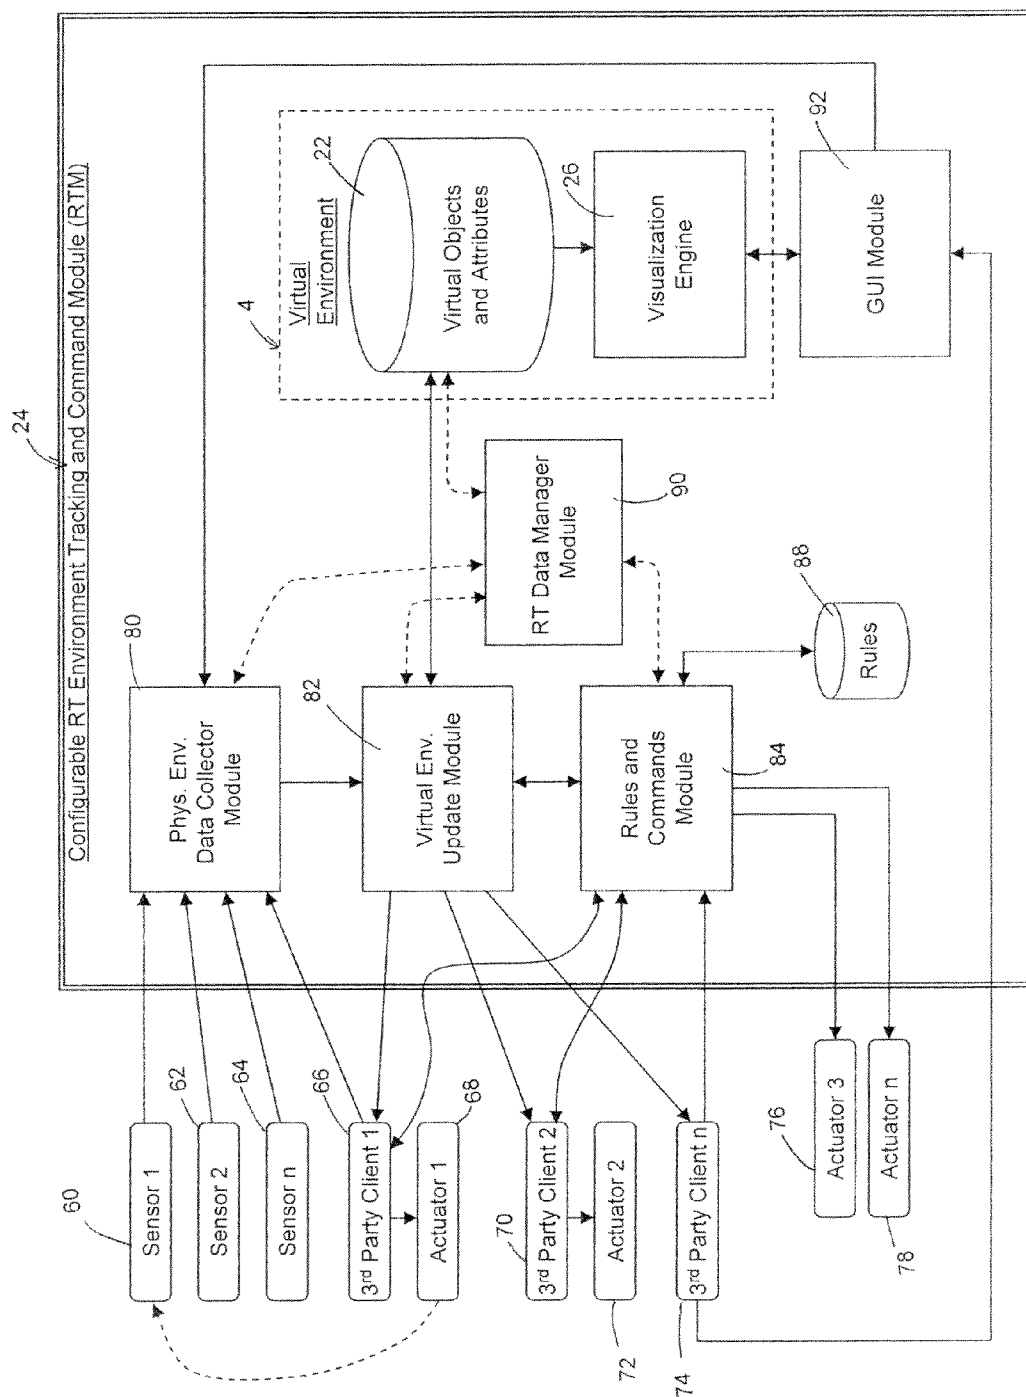 24
Configurable RT Environment Tracking and Command Module (RTM)
60
Sensor 1
62
Sensor 2
64
Sensor n
66
3rd Party Client 1
68
Actuator 1
70
3rd Party Client 2
72
Actuator 2
74
3rd Party Client n
76
Actuator 3
78
Actuator n
80
Phys. Env.
Data Collector
Module
82
Virtual Env.
Update Module
84
Rules and
Commands
Module
88
Rules
90
RT Data Manager
Module
4
Virtual
Environment
22
Virtual Objects
and Attributes
26
Visualization
Engine
92
GUI Module